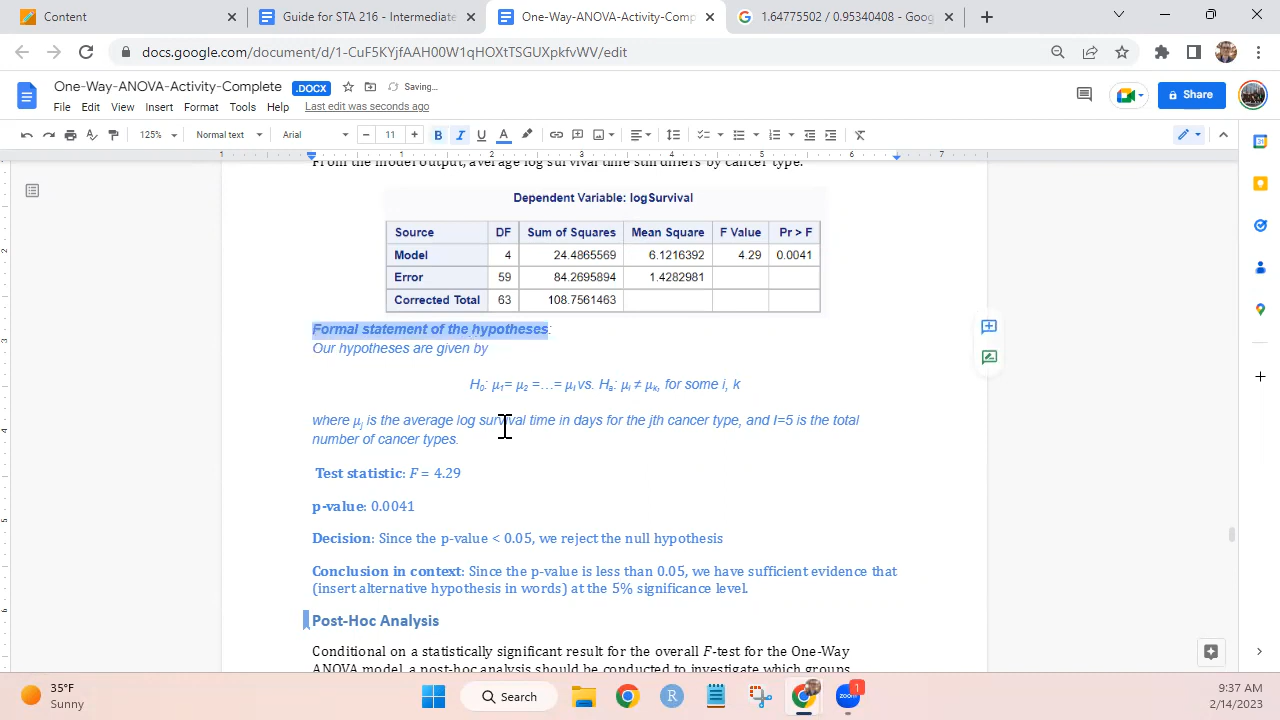 Content
Guide for STA 216 - Intermediate
One-Way-ANOVA-Activity-Comp
1.64775502 / 0.95340408 - Goog
docs.google.com/document/d/1-CuF5KYjfAAH00W1qHOXtTSGUXpkfvWV/edit
One-Way-ANOVA-Activity-Complete .DOCX Saving...
File Edit View Insert Format Tools Help Last edit was seconds ago
Share
125% Normal text Arial 11
1 1 2 3 4 5 6 7
From the model output, average log survival time still differs by cancer type.
Dependent Variable: logSurvival
Source DF Sum of Squares Mean Square F Value Pr > F
Model 4 24.4865569 6.1216392 4.29 0.0041
Error 59 84.2695894 1.4282981
Corrected Total 63 108.7561463
Formal statement of the hypotheses:
Our hypotheses are given by
H₀: μ₁= μ₂ =…= μI vs. Hₐ: μi ≠ μk, for some i, k
where μj is the average log survival time in days for the jth cancer type, and I=5 is the total
number of cancer types.
Test statistic: F = 4.29
p-value: 0.0041
Decision: Since the p-value < 0.05, we reject the null hypothesis
Conclusion in context: Since the p-value is less than 0.05, we have sufficient evidence that
(insert alternative hypothesis in words) at the 5% significance level.
Post-Hoc Analysis
Conditional on a statistically significant result for the overall F-test for the One-Way
ANOVA model, a post-hoc analysis should be conducted to investigate which groups
35°F
Sunny
Search
zoom
1
9:37 AM
2/14/2023